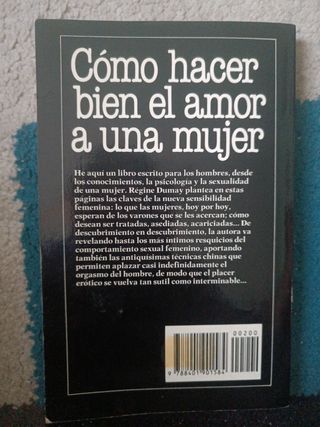 Cómo hacer
bien el amor
a una mujer
He aquí un libro escrito para los hombres, desde
los conocimientos, la psicología y la sexualidad
de una mujer. Régine Dumay plantea en estas
páginas las claves de la nueva sensibilidad
femenina: lo que las mujeres, hoy por hoy,
esperan de los varones que se les acercan; cómo
desean ser tratadas, asediadas, acariciadas... De
descubrimiento en descubrimiento, la autora va
revelando hasta los más íntimos resquicios del
comportamiento sexual femenino, aportando
también las antiquísimas técnicas chinas que
permiten aplazar casi indefinidamente el
orgasmo del hombre, de modo que el placer
erótico se vuelva tan sutil como interminable...
00200
9 788401 901584